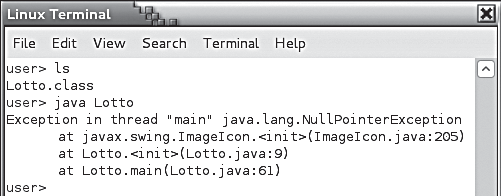 Linux Terminal
File Edit View Search Terminal Help
user> ls
Lotto.class
user> java Lotto
Exception in thread "main" java.lang.NullPointerException
at javax.swing.ImageIcon.<init>(ImageIcon.java:205)
at Lotto.<init>(Lotto.java:9)
at Lotto.main(Lotto.java:61)
user>